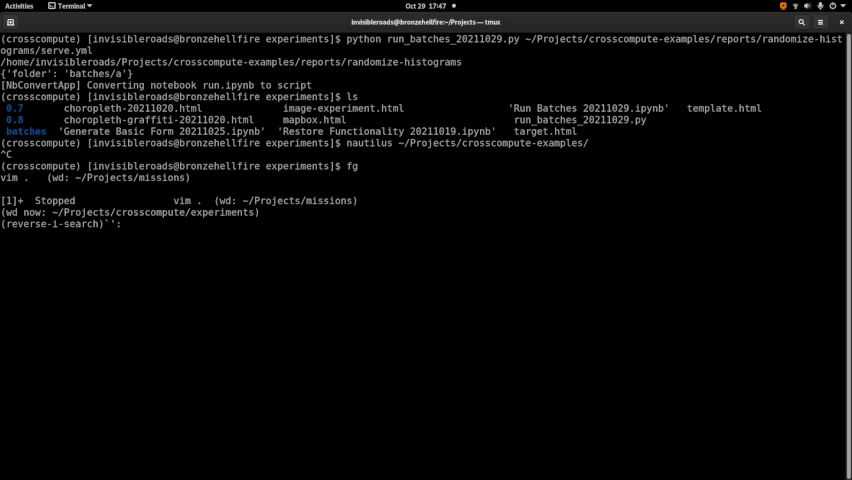 Activities
Terminal
Oct 29 17:47
invisibleroads@bronzehellfire:~/Projects — tmux
(crosscompute) [invisibleroads@bronzehellfire experiments]$ python run_batches_20211029.py ~/Projects/crosscompute-examples/reports/randomize-hist
ograms/serve.yml
/home/invisibleroads/Projects/crosscompute-examples/reports/randomize-histograms
{'folder': 'batches/a'}
[NbConvertApp] Converting notebook run.ipynb to script
(crosscompute) [invisibleroads@bronzehellfire experiments]$ ls
0.7 choropleth-20211020.html image-experiment.html 'Run Batches 20211029.ipynb' template.html
0.8 choropleth-graffiti-20211020.html mapbox.html run_batches_20211029.py
batches 'Generate Basic Form 20211025.ipynb' 'Restore Functionality 20211019.ipynb' target.html
(crosscompute) [invisibleroads@bronzehellfire experiments]$ nautilus ~/Projects/crosscompute-examples/
^C
(crosscompute) [invisibleroads@bronzehellfire experiments]$ fg
vim . (wd: ~/Projects/missions)
[1]+ Stopped vim . (wd: ~/Projects/missions)
(wd now: ~/Projects/crosscompute/experiments)
(reverse-i-search)`':